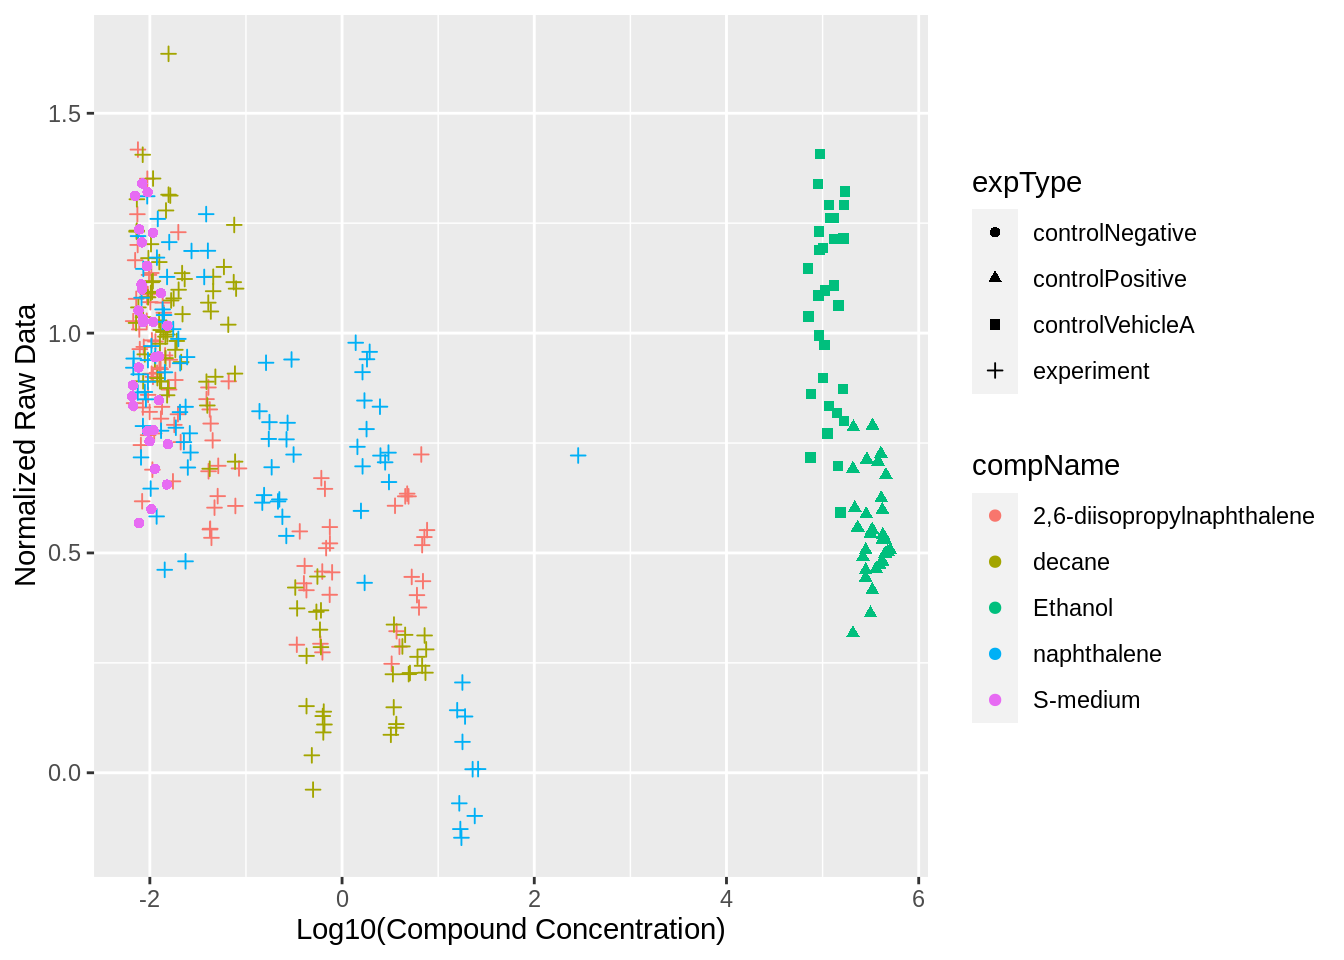 1.5
1.0
0.5
0.0
Normalized Raw Data
-2 0 2 4 6
Log10(Compound Concentration)
expType
controlNegative
controlPositive
controlVehicleA
experiment
compName
2,6-diisopropylnaphthalene
decane
Ethanol
naphthalene
S-medium